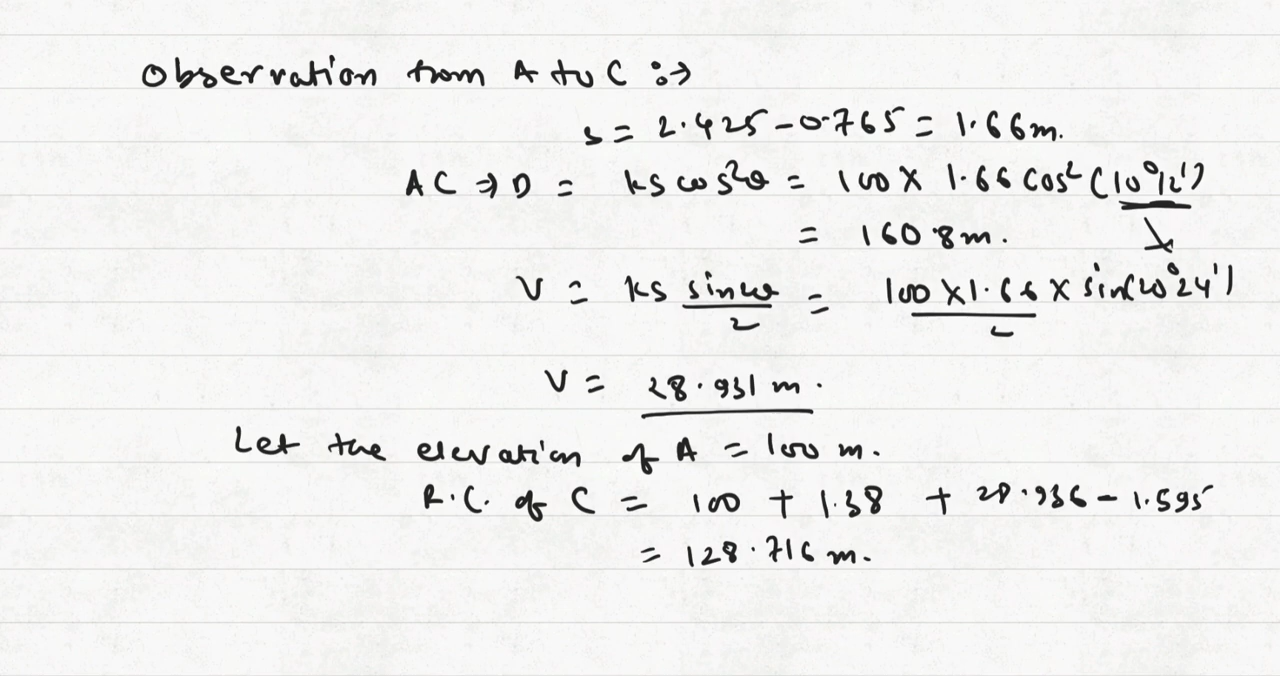 Observation from A to C :→
s = 2.425 - 0.765 = 1.66m.
AC ⇒ D = ks cos²θ = 100 × 1.66 cos² (10°12')
= 160.8m.
V = ks sin2θ/2 = 100 × 1.66/2 × sin(20°24')
V = 28.931 m.
Let the elevation of A = 100 m.
R.L. of C = 100 + 1.38 + 28.936 - 1.595
= 128.716 m.